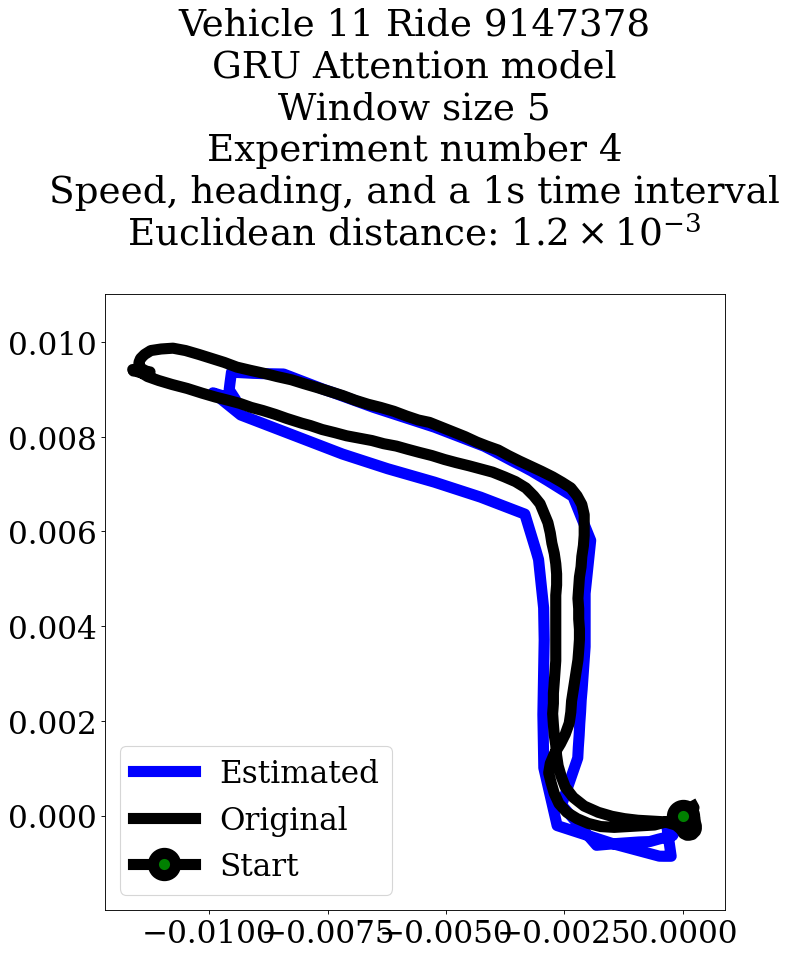 Vehicle 11 Ride 9147378
GRU Attention model
Window size 5
Experiment number 4
Speed, heading, and a 1s time interval
Euclidean distance: 1.2 × 10⁻³
0.010
0.008
0.006
0.004
0.002
0.000
Estimated
Original
Start
−0.0100 −0.0075 −0.0050 −0.0025 0.0000